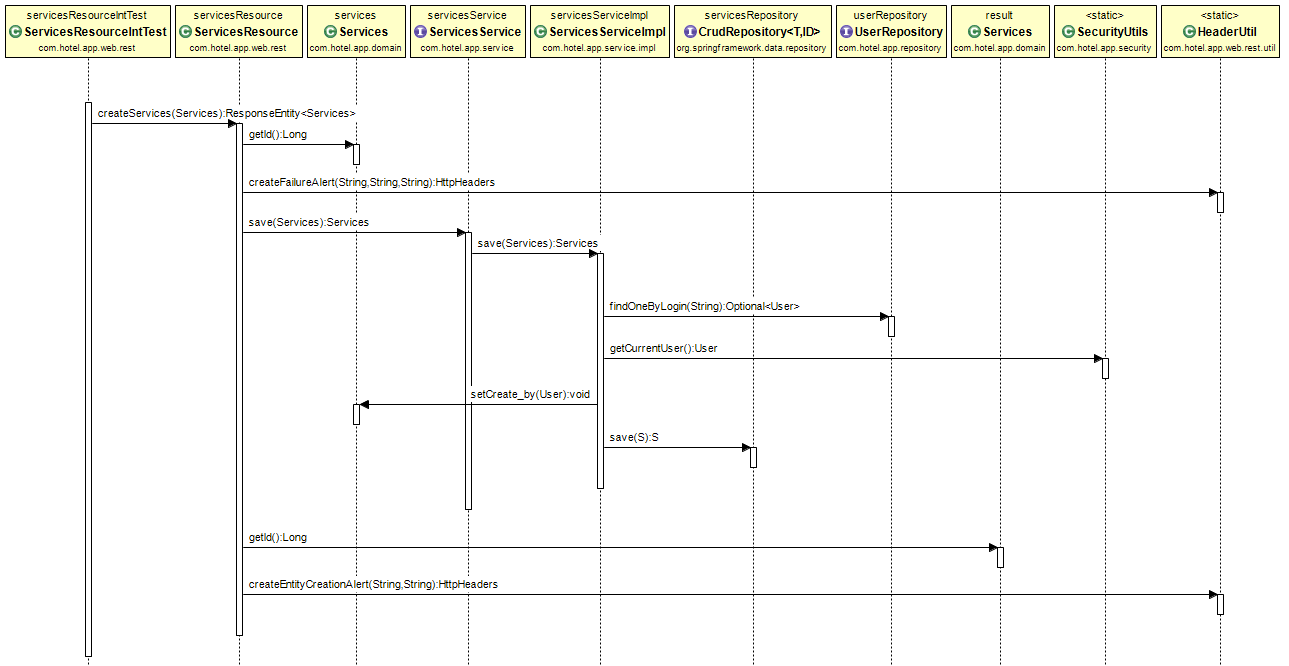 servicesResourceIntTest
C ServicesResourceIntTest
com.hotel.app.web.rest
servicesResource
C ServicesResource
com.hotel.app.web.rest
services
C Services
com.hotel.app.domain
servicesService
I ServicesService
com.hotel.app.service
servicesServiceImpl
C ServicesServiceImpl
com.hotel.app.service.impl
servicesRepository
I CrudRepository<T,ID>
org.springframework.data.repository
userRepository
I UserRepository
com.hotel.app.repository
result
C Services
com.hotel.app.domain
<static>
C SecurityUtils
com.hotel.app.security
<static>
C HeaderUtil
com.hotel.app.web.rest.util
createServices(Services):ResponseEntity<Services>
getId():Long
createFailureAlert(String,String,String):HttpHeaders
save(Services):Services
save(Services):Services
findOneByLogin(String):Optional<User>
getCurrentUser():User
setCreate_by(User):void
save(S):S
getId():Long
createEntityCreationAlert(String,String):HttpHeaders